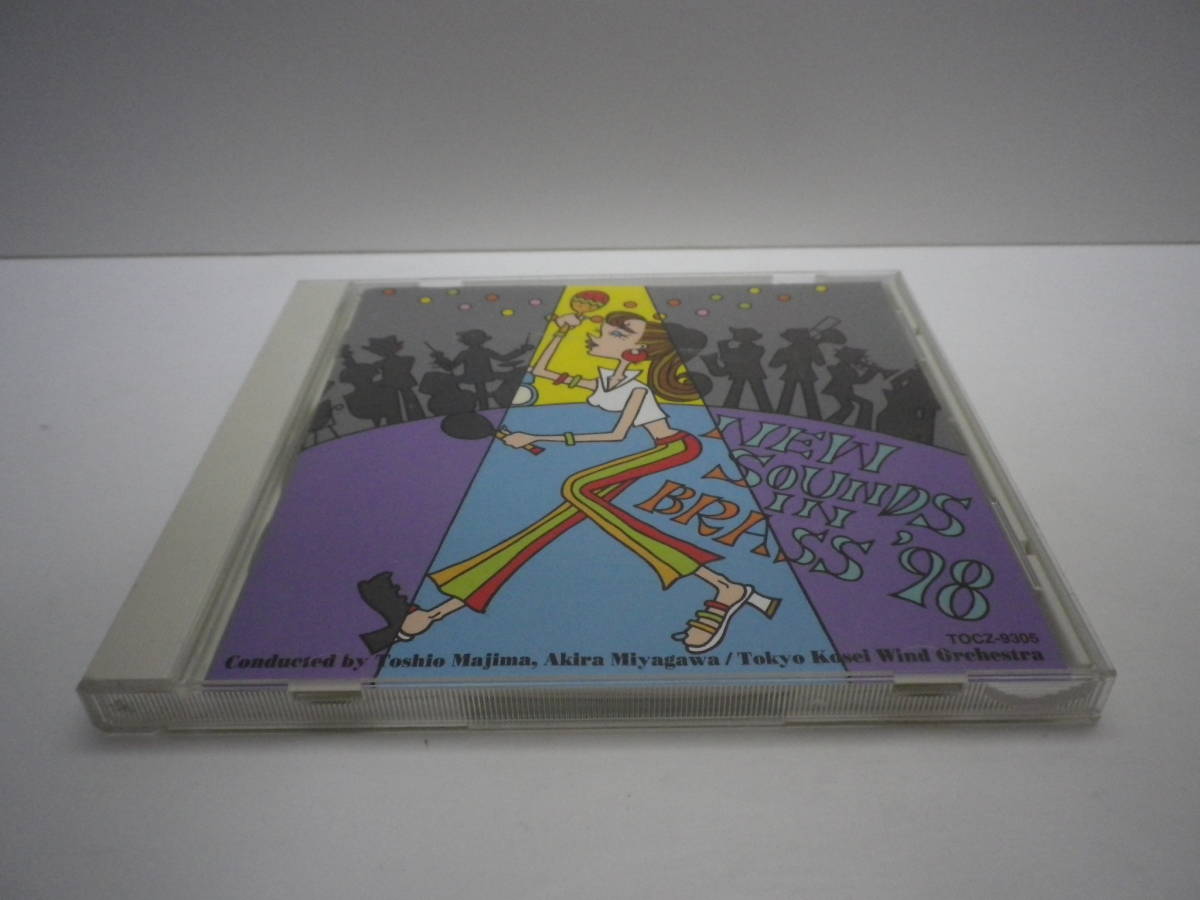 NEW
SOUNDS
IN
BRASS '98
TOCZ-9305
Conducted by Toshio Majima, Akira Miyagawa / Tokyo Kosei Wind Orchestra